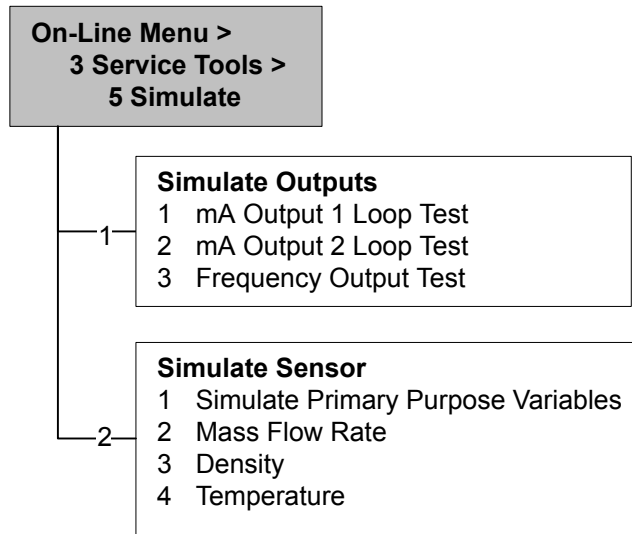 On-Line Menu >
3 Service Tools >
5 Simulate
1
Simulate Outputs
1 mA Output 1 Loop Test
2 mA Output 2 Loop Test
3 Frequency Output Test
2
Simulate Sensor
1 Simulate Primary Purpose Variables
2 Mass Flow Rate
3 Density
4 Temperature